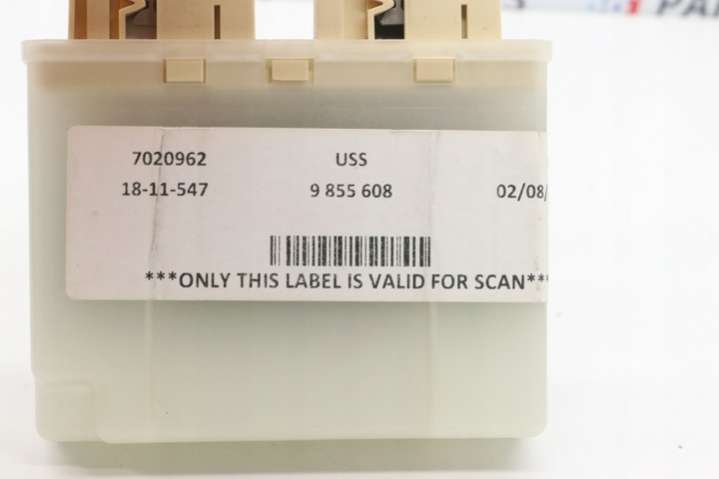 7020962 USS
18-11-547 9 855 608 02/08/
***ONLY THIS LABEL IS VALID FOR SCAN***